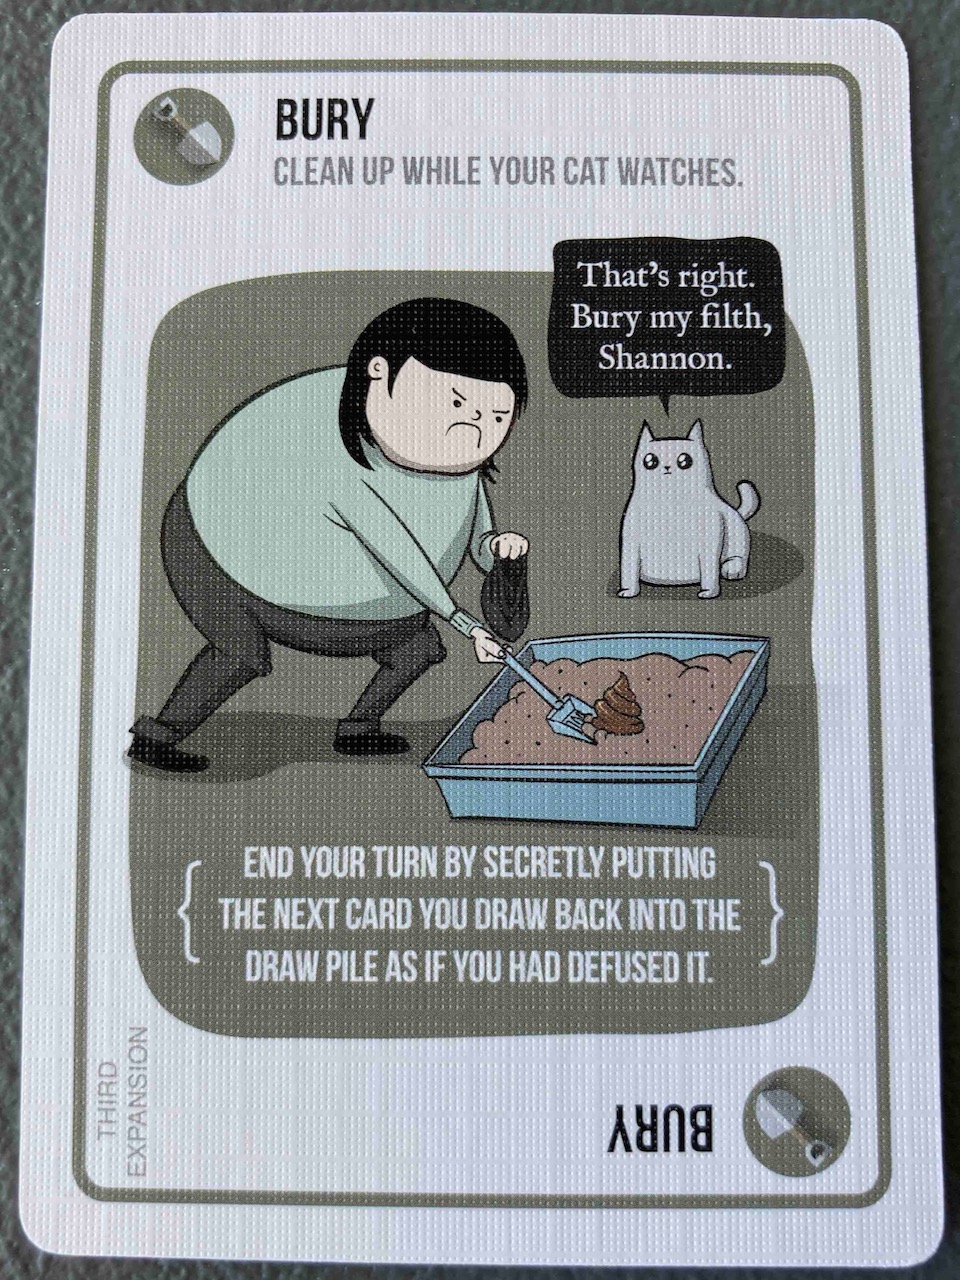 BURY
CLEAN UP WHILE YOUR CAT WATCHES.
That's right.
Bury my filth,
Shannon.
END YOUR TURN BY SECRETLY PUTTING
THE NEXT CARD YOU DRAW BACK INTO THE
DRAW PILE AS IF YOU HAD DEFUSED IT.
THIRD
EXPANSION
BURY